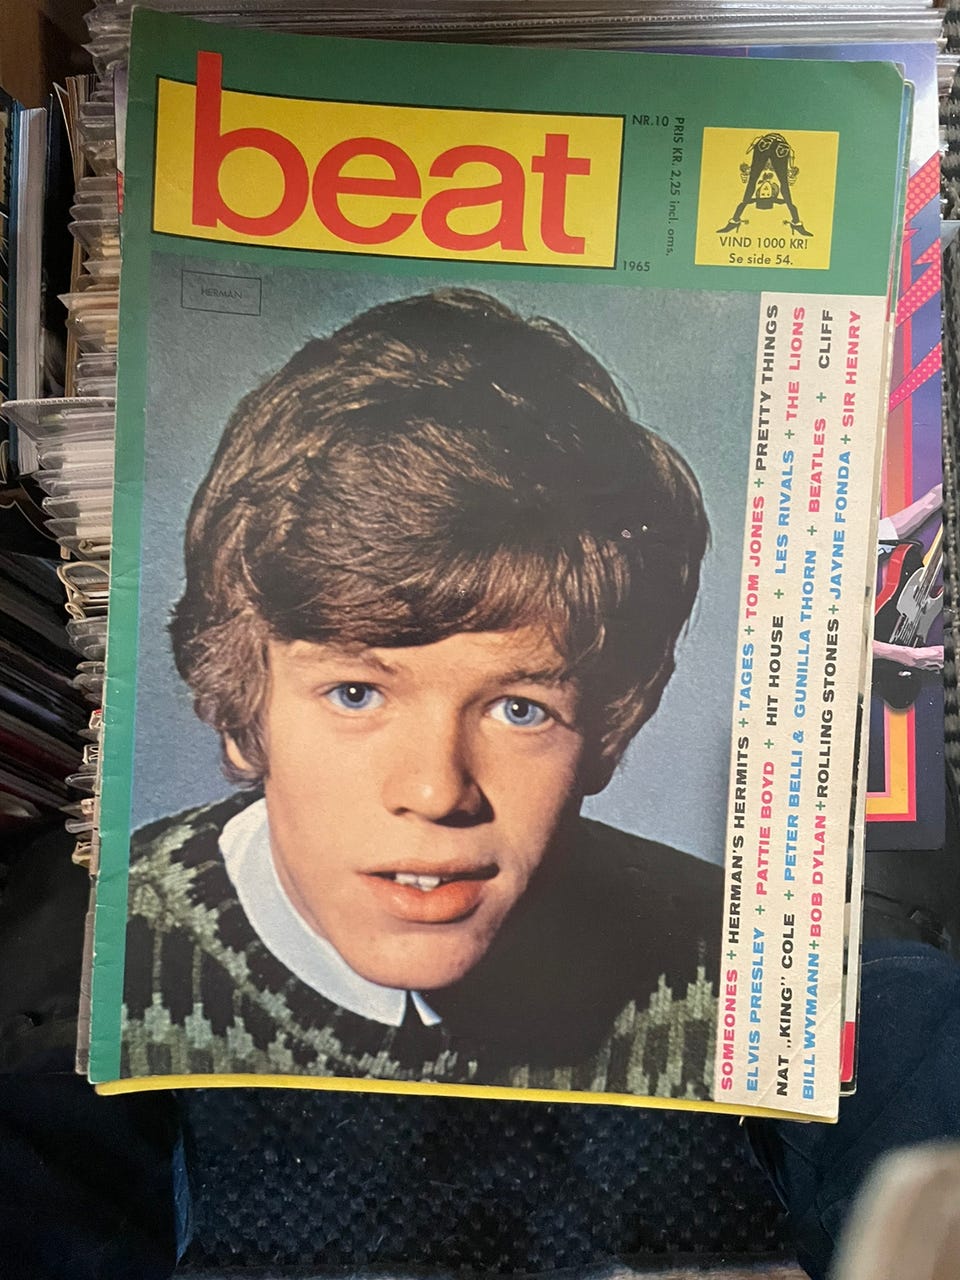 beat
NR.10
PRIS KR. 2,25 incl. oms.
1965
VIND 1000 KR!
Se side 54.
HERMAN
SOMEONES + HERMAN'S HERMITS + TAGES + TOM JONES + PRETTY THINGS
ELVIS PRESLEY + PATTIE BOYD + HIT HOUSE + LES RIVALS + THE LIONS
NAT „KING" COLE + PETER BELLI & GUNILLA THORN + BEATLES + CLIFF
BILL WYMANN+BOB DYLAN+ROLLING STONES+JAYNE FONDA + SIR HENRY